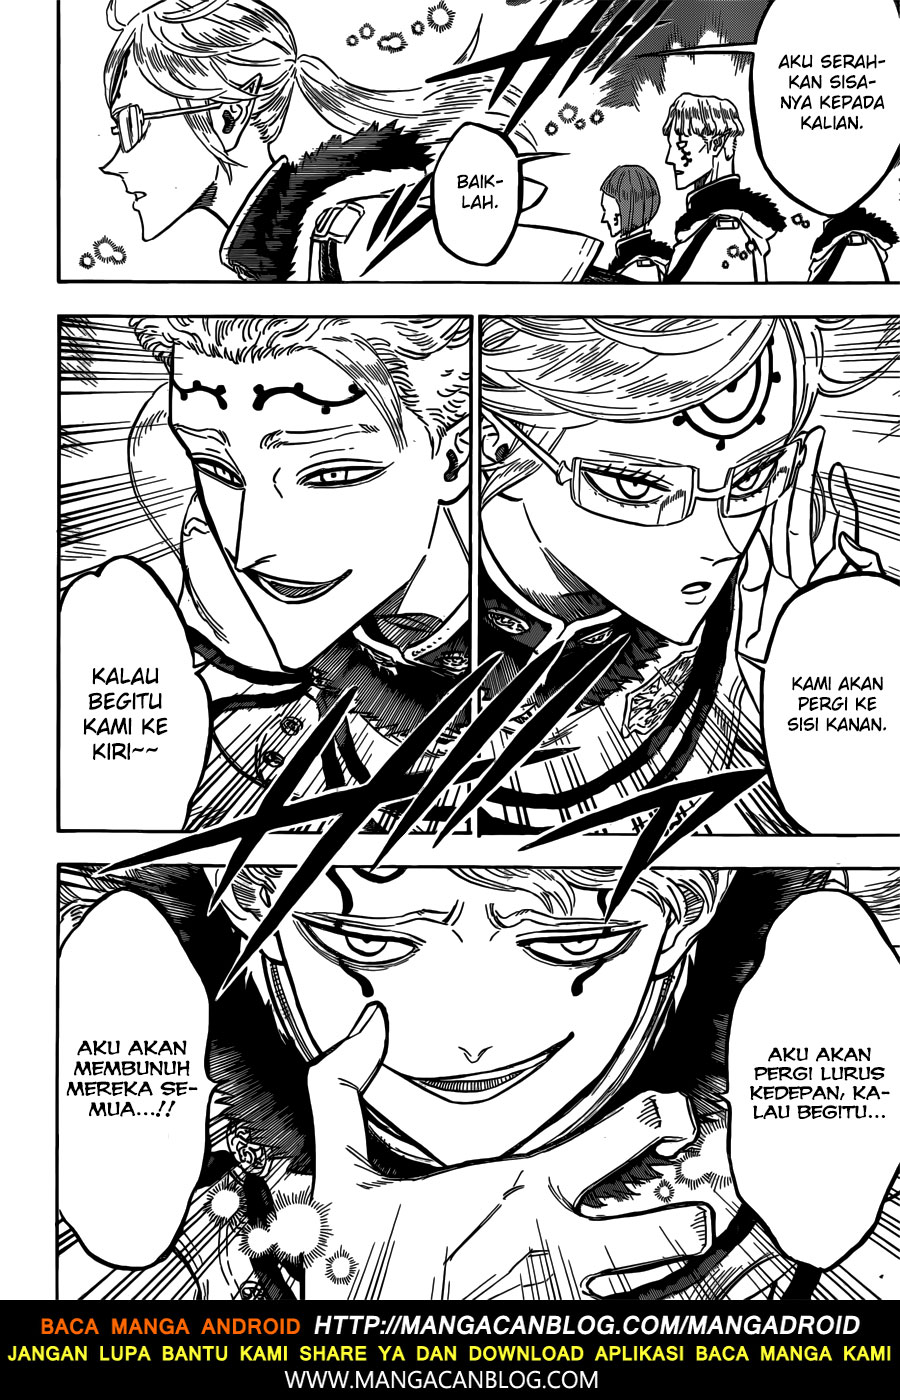 AKU SERAH-
KAN SISA-
NYA KEPADA
KALIAN.
BAIK-
LAH.
KAMI AKAN
PERGI KE
SISI KANAN.
KALAU
BEGITU
KAMI KE
KIRI~~
AKU AKAN
PERGI LURUS
KEDEPAN, KA-
LAU BEGITU...
AKU AKAN
MEMBUNUH
MEREKA SE-
MUA...!!
BACA MANGA ANDROID HTTP://MANGACANBLOG.COM/MANGADROID
JANGAN LUPA BANTU KAMI SHARE YA DAN DOWNLOAD APLIKASI BACA MANGA KAMI
WWW.MANGACANBLOG.COM